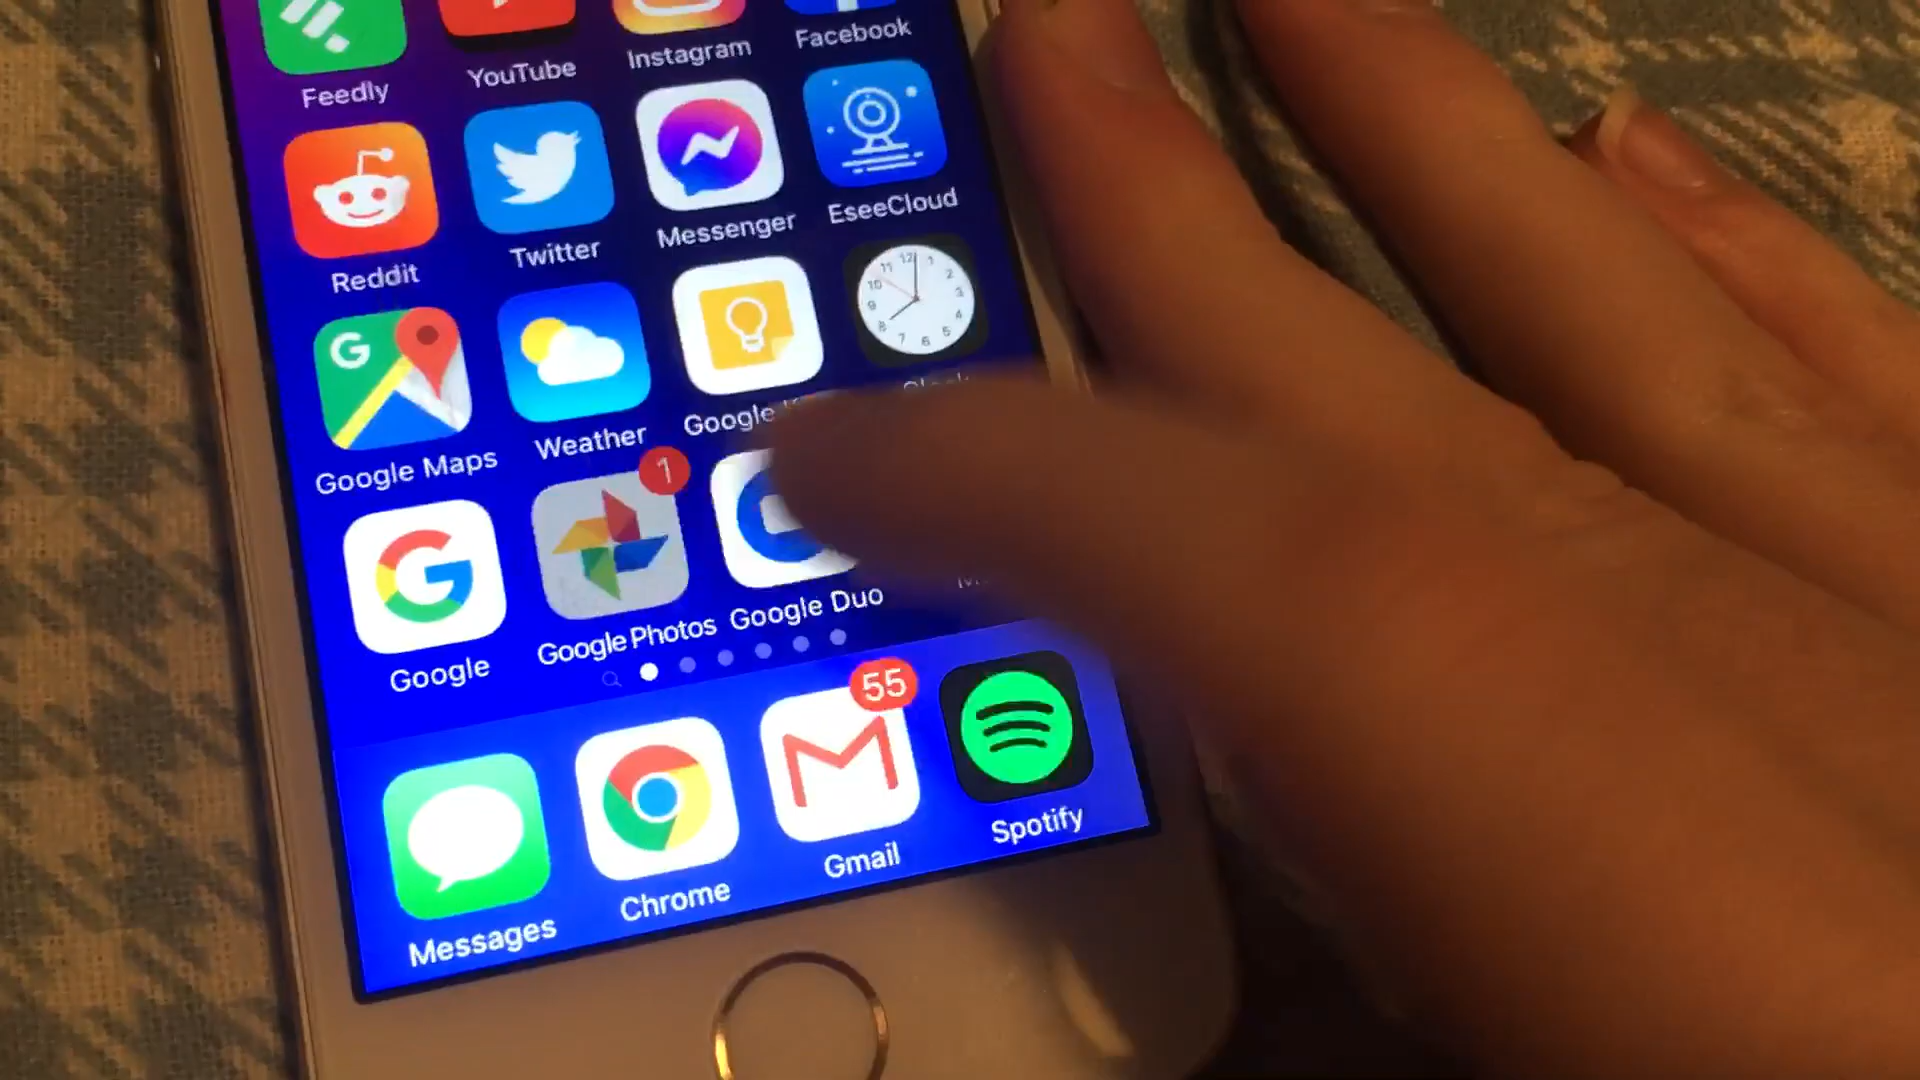 Feedly
YouTube
Instagram
Facebook
Reddit
Twitter
Messenger
EseeCloud
Google Maps
Weather
Google
Clock
1
Google
Google Photos
Google Duo
55
Messages
Chrome
Gmail
Spotify